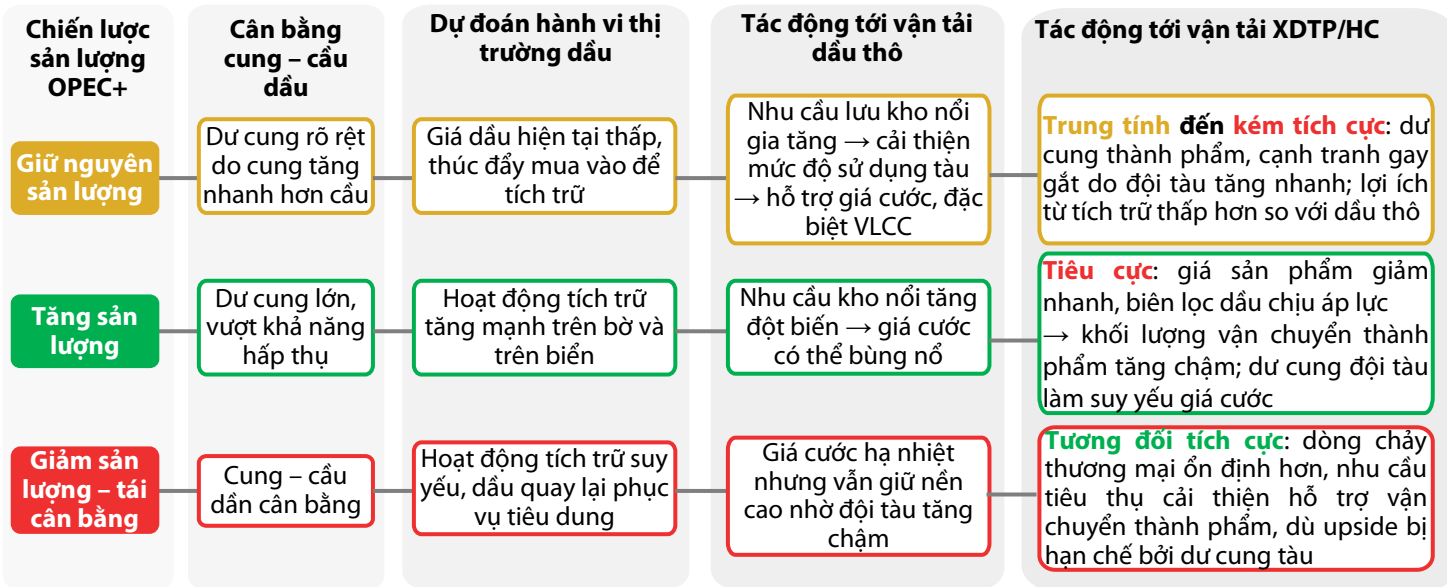 Chiến lược
sản lượng
OPEC+
Cân bằng
cung – cầu
dầu
Dự đoán hành vi thị
trường dầu
Tác động tới vận tải
dầu thô
Tác động tới vận tải XDTP/HC
Giữ nguyên
sản lượng
Dư cung rõ rệt
do cung tăng
nhanh hơn cầu
Giá dầu hiện tại thấp,
thúc đẩy mua vào để
tích trữ
Nhu cầu lưu kho nổi
gia tăng → cải thiện
mức độ sử dụng tàu
→ hỗ trợ giá cước, đặc
biệt VLCC
Trung tính đến kém tích cực: dư
cung thành phẩm, cạnh tranh gay
gắt do đội tàu tăng nhanh; lợi ích
từ tích trữ thấp hơn so với dầu thô
Tăng sản
lượng
Dư cung lớn,
vượt khả năng
hấp thụ
Hoạt động tích trữ
tăng mạnh trên bờ và
trên biển
Nhu cầu kho nổi tăng
đột biến → giá cước
có thể bùng nổ
Tiêu cực: giá sản phẩm giảm
nhanh, biên lọc dầu chịu áp lực
→ khối lượng vận chuyển thành
phẩm tăng chậm; dư cung đội tàu
làm suy yếu giá cước
Giảm sản
lượng – tái
cân bằng
Cung – cầu
dần cân bằng
Hoạt động tích trữ suy
yếu, dầu quay lại phục
vụ tiêu dung
Giá cước hạ nhiệt
nhưng vẫn giữ nền
cao nhờ đội tàu tăng
chậm
Tương đối tích cực: dòng chảy
thương mại ổn định hơn, nhu cầu
tiêu thụ cải thiện hỗ trợ vận
chuyển thành phẩm, dù upside bị
hạn chế bởi dư cung tàu